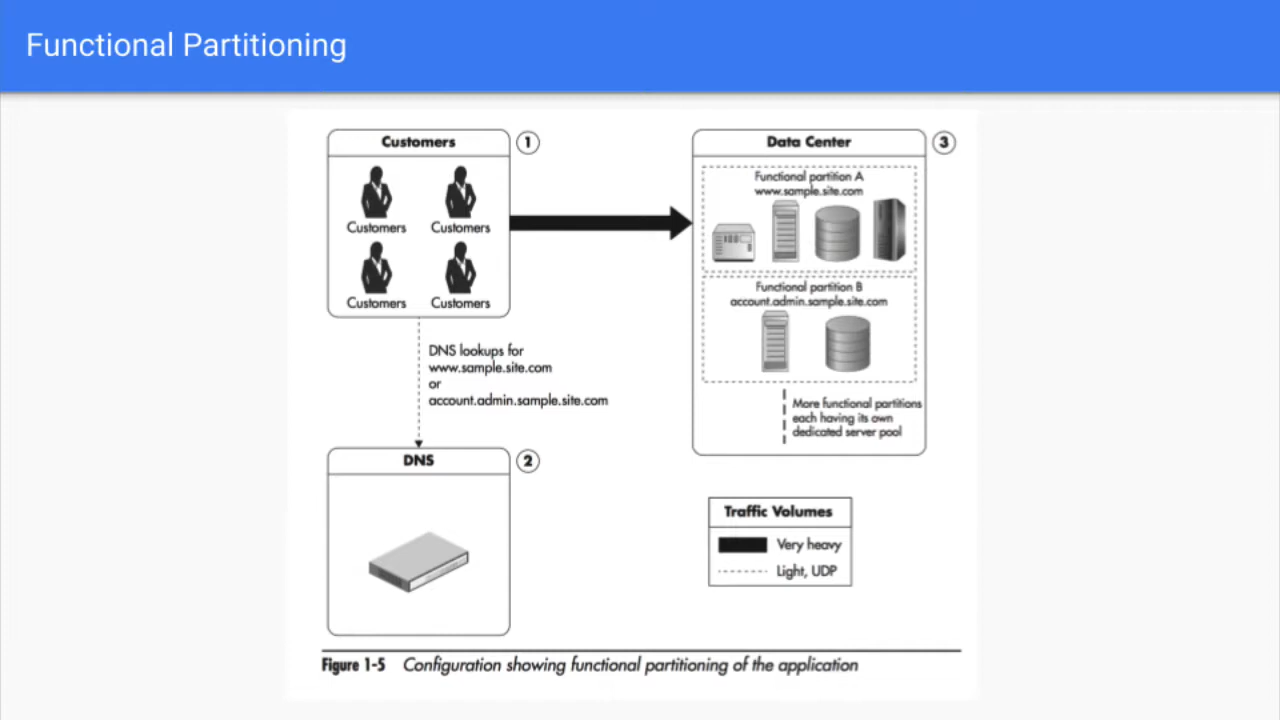 Functional Partitioning
Customers
1
Customers
Customers
Customers
Customers
Data Center
3
Functional partition A
www.sample.site.com
Functional partition B
account.admin.sample.site.com
More functional partitions
each having its own
dedicated server pool
DNS lookups for
www.sample.site.com
or
account.admin.sample.site.com
DNS
2
Traffic Volumes
Very heavy
Light, UDP
Figure 1-5 Configuration showing functional partitioning of the application